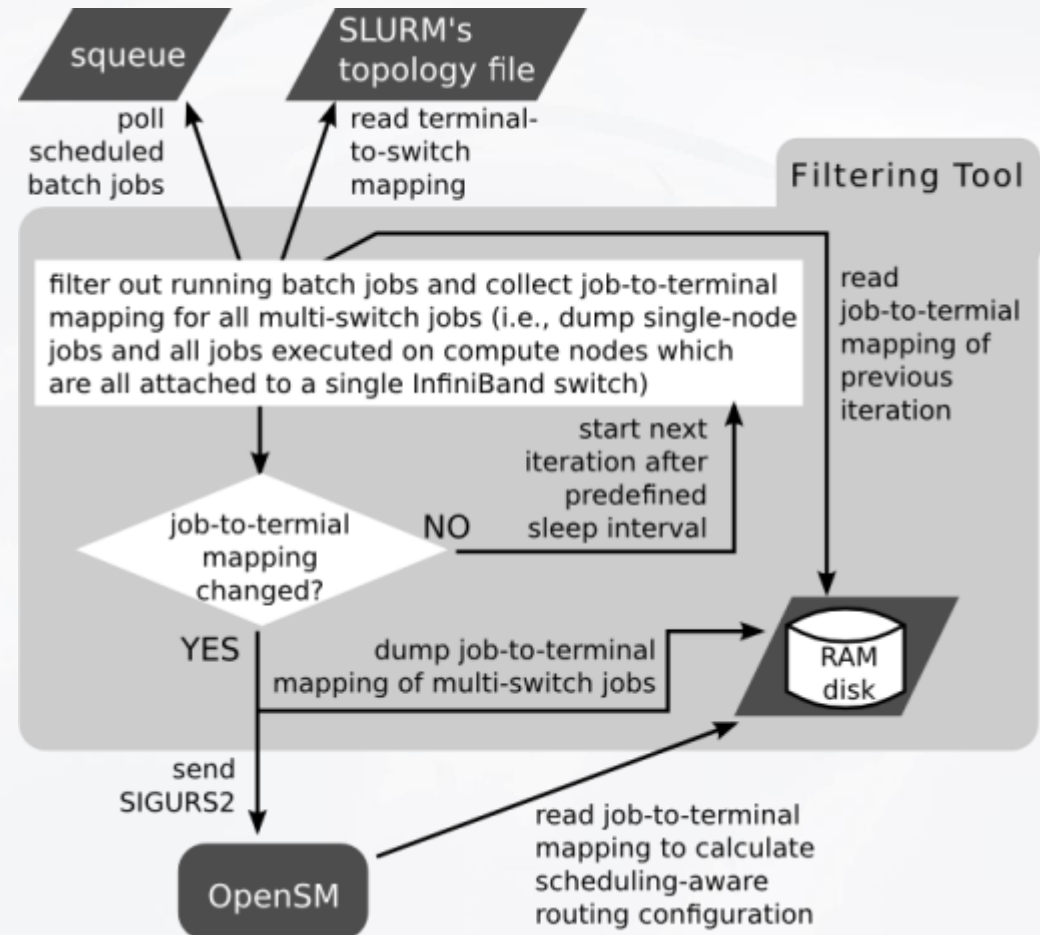 squeue
SLURM's
topology file
poll
scheduled
batch jobs
read terminal-
to-switch
mapping
Filtering Tool
filter out running batch jobs and collect job-to-terminal
mapping for all multi-switch jobs (i.e., dump single-node
jobs and all jobs executed on compute nodes which
are all attached to a single InfiniBand switch)
read
job-to-termial
mapping of
previous
iteration
start next
iteration after
predefined
sleep interval
job-to-termial
mapping
changed?
NO
YES
dump job-to-terminal
mapping of multi-switch jobs
RAM
disk
send
SIGURS2
OpenSM
read job-to-terminal
mapping to calculate
scheduling-aware
routing configuration